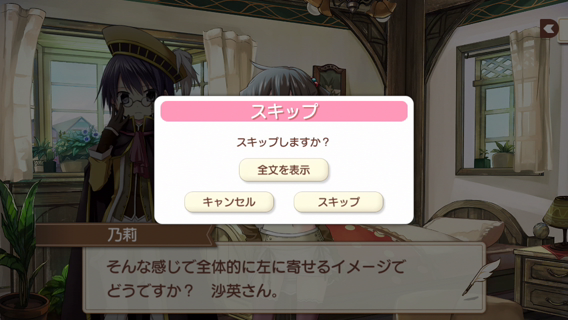 スキップ
スキップしますか？
全文を表示
キャンセル
スキップ
乃莉
そんな感じで全体的に左に寄せるイメージで
どうですか？　沙英さん。